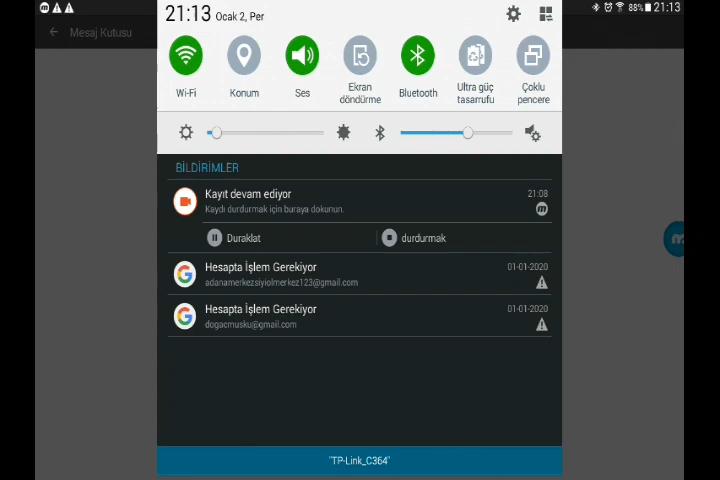 21:13 Ocak 2, Per
88% 21:13
Mesaj Kutusu
Wi-Fi
Konum
Ses
Ekran
döndürme
Bluetooth
Ultra güç
tasarrufu
Çoklu
pencere
BİLDİRİMLER
Kayıt devam ediyor
21:08
Kaydı durdurmak için buraya dokunun.
Duraklat
durdurmak
Hesapta İşlem Gerekiyor
01-01-2020
adanamerkezsiyiolmerkez123@gmail.com
Hesapta İşlem Gerekiyor
01-01-2020
dogacmusku@gmail.com
"TP-Link_C364"